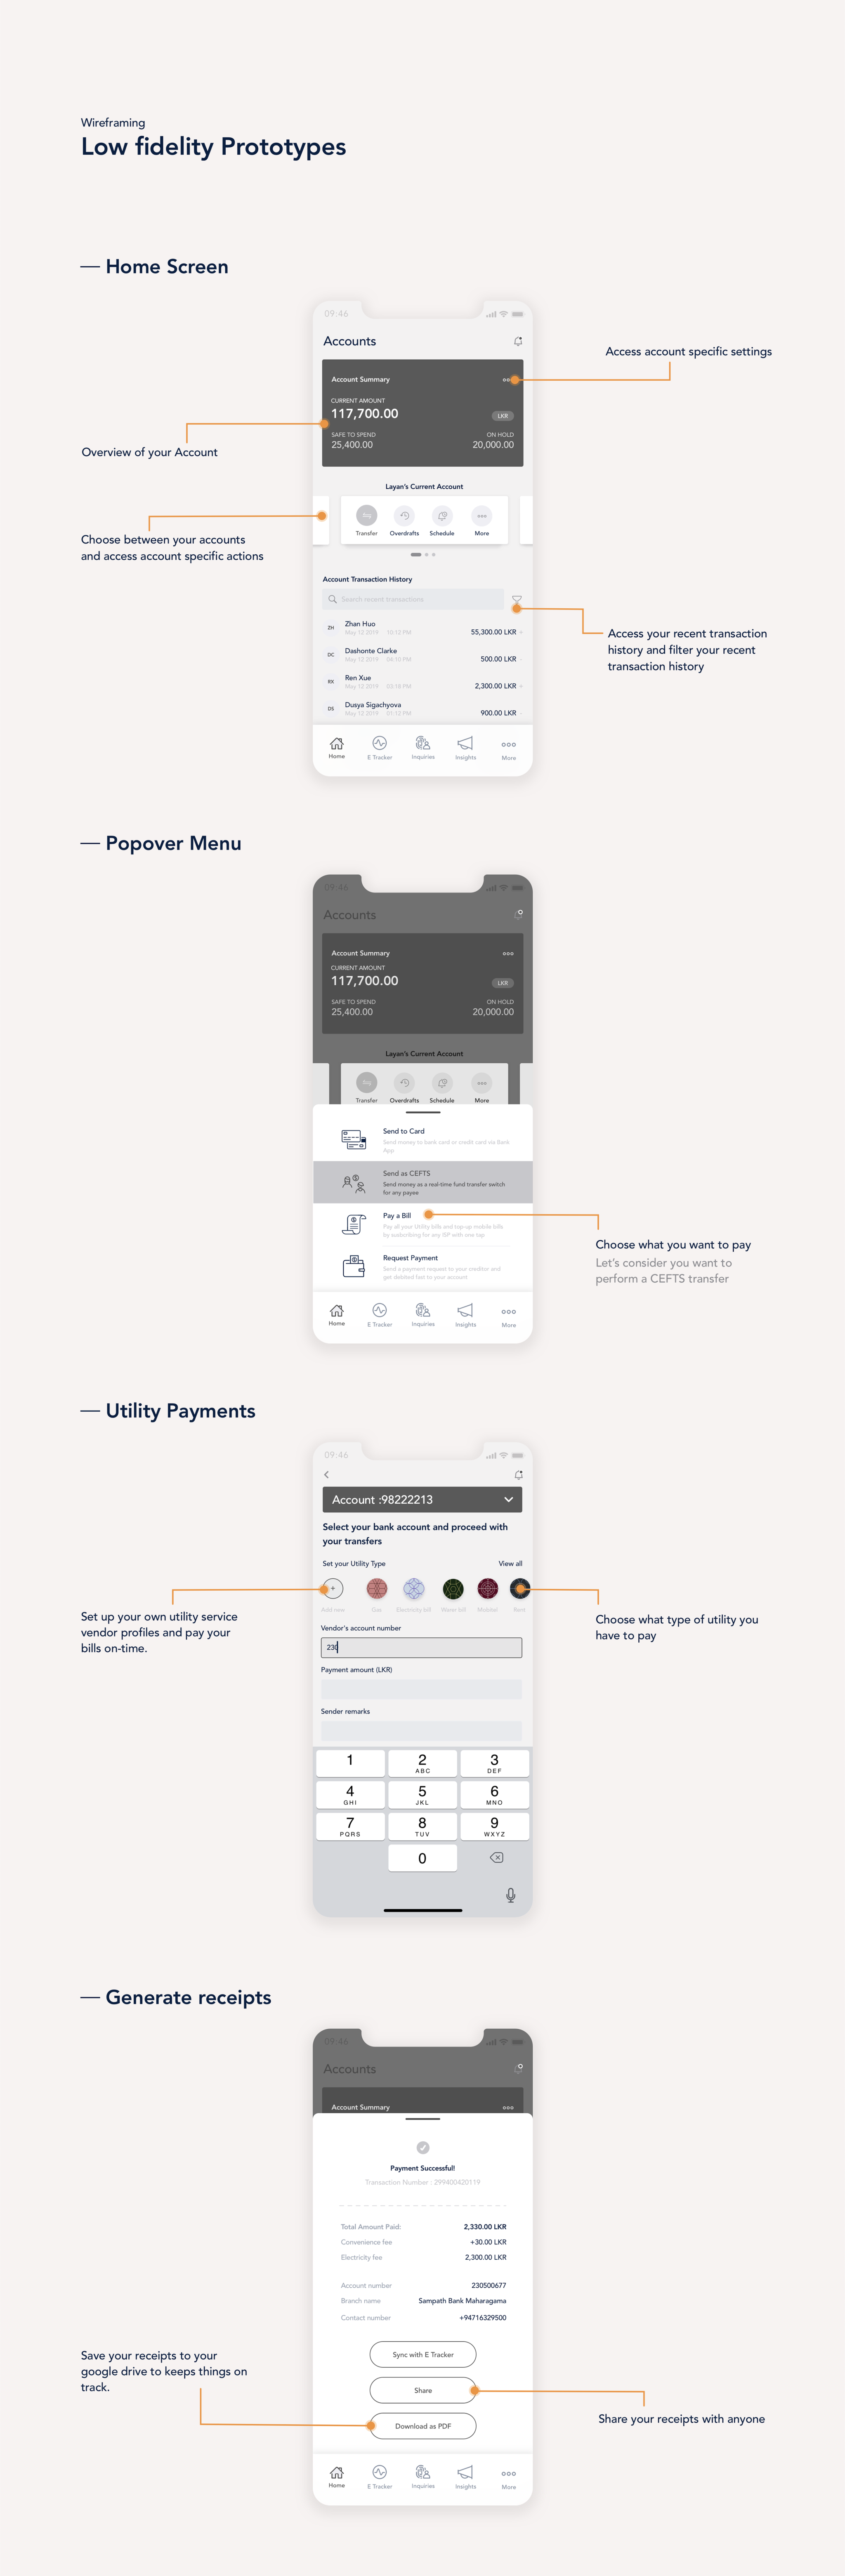 Wireframing
Low fidelity Prototypes
— Home Screen
09:46
Accounts
Access account specific settings
Account Summary
CURRENT AMOUNT
117,700.00
LKR
SAFE TO SPEND
ON HOLD
25,400.00
20,000.00
Overview of your Account
Layan's Current Account
Transfer
Overdrafts
Schedule
More
Choose between your accounts
and access account specific actions
Account Transaction History
Search recent transactions
ZH
Zhan Huo
May 12 2019 10:12 PM
55,300.00 LKR +
DC
Dashonte Clarke
May 12 2019 06:10 PM
500.00 LKR -
RX
Ren Xue
May 12 2019 03:18 PM
2,300.00 LKR +
DS
Dusya Sigachyova
May 12 2019 01:12 PM
900.00 LKR -
Access your recent transaction
history and filter your recent
transaction history
Home
E Tracker
Inquiries
Insights
More
— Popover Menu
09:46
Accounts
Account Summary
CURRENT AMOUNT
117,700.00
LKR
SAFE TO SPEND
ON HOLD
25,400.00
20,000.00
Layan's Current Account
Transfer
Overdrafts
Schedule
More
Send to Card
Send money to bank card or credit card via Bank
App
Send as CEFTS
Send money as a real-time fund transfer switch
for any payee
Pay a Bill
Pay all your Utility bills and top-up mobile bills
by susbcribing for any ISP with one tap
Request Payment
Send a payment request to your creditor and
get debited fast to your account
Choose what you want to pay
Let's consider you want to
perform a CEFTS transfer
Home
E Tracker
Inquiries
Insights
More
— Utility Payments
09:46
Account :98222213
Select your bank account and proceed with
your transfers
Set your Utility Type
View all
Add new
Gas
Electricity bill
Water bill
Mobitel
Rent
Set up your own utility service
vendor profiles and pay your
bills on-time.
Choose what type of utility you
have to pay
Vendor's account number
230
Payment amount (LKR)
Sender remarks
1
2
ABC
3
DEF
4
GHI
5
JKL
6
MNO
7
PQRS
8
TUV
9
WXYZ
0
— Generate receipts
09:46
Accounts
Account Summary
Payment Successful!
Transaction Number : 299400420119
Total Amount Paid:
2,330.00 LKR
Convenience fee
+30.00 LKR
Electricity fee
2,300.00 LKR
Account number
230500677
Branch name
Sampath Bank Maharagama
Contact number
+94716329500
Sync with E Tracker
Share
Download as PDF
Save your receipts to your
google drive to keeps things on
track.
Share your receipts with anyone
Home
E Tracker
Inquiries
Insights
More